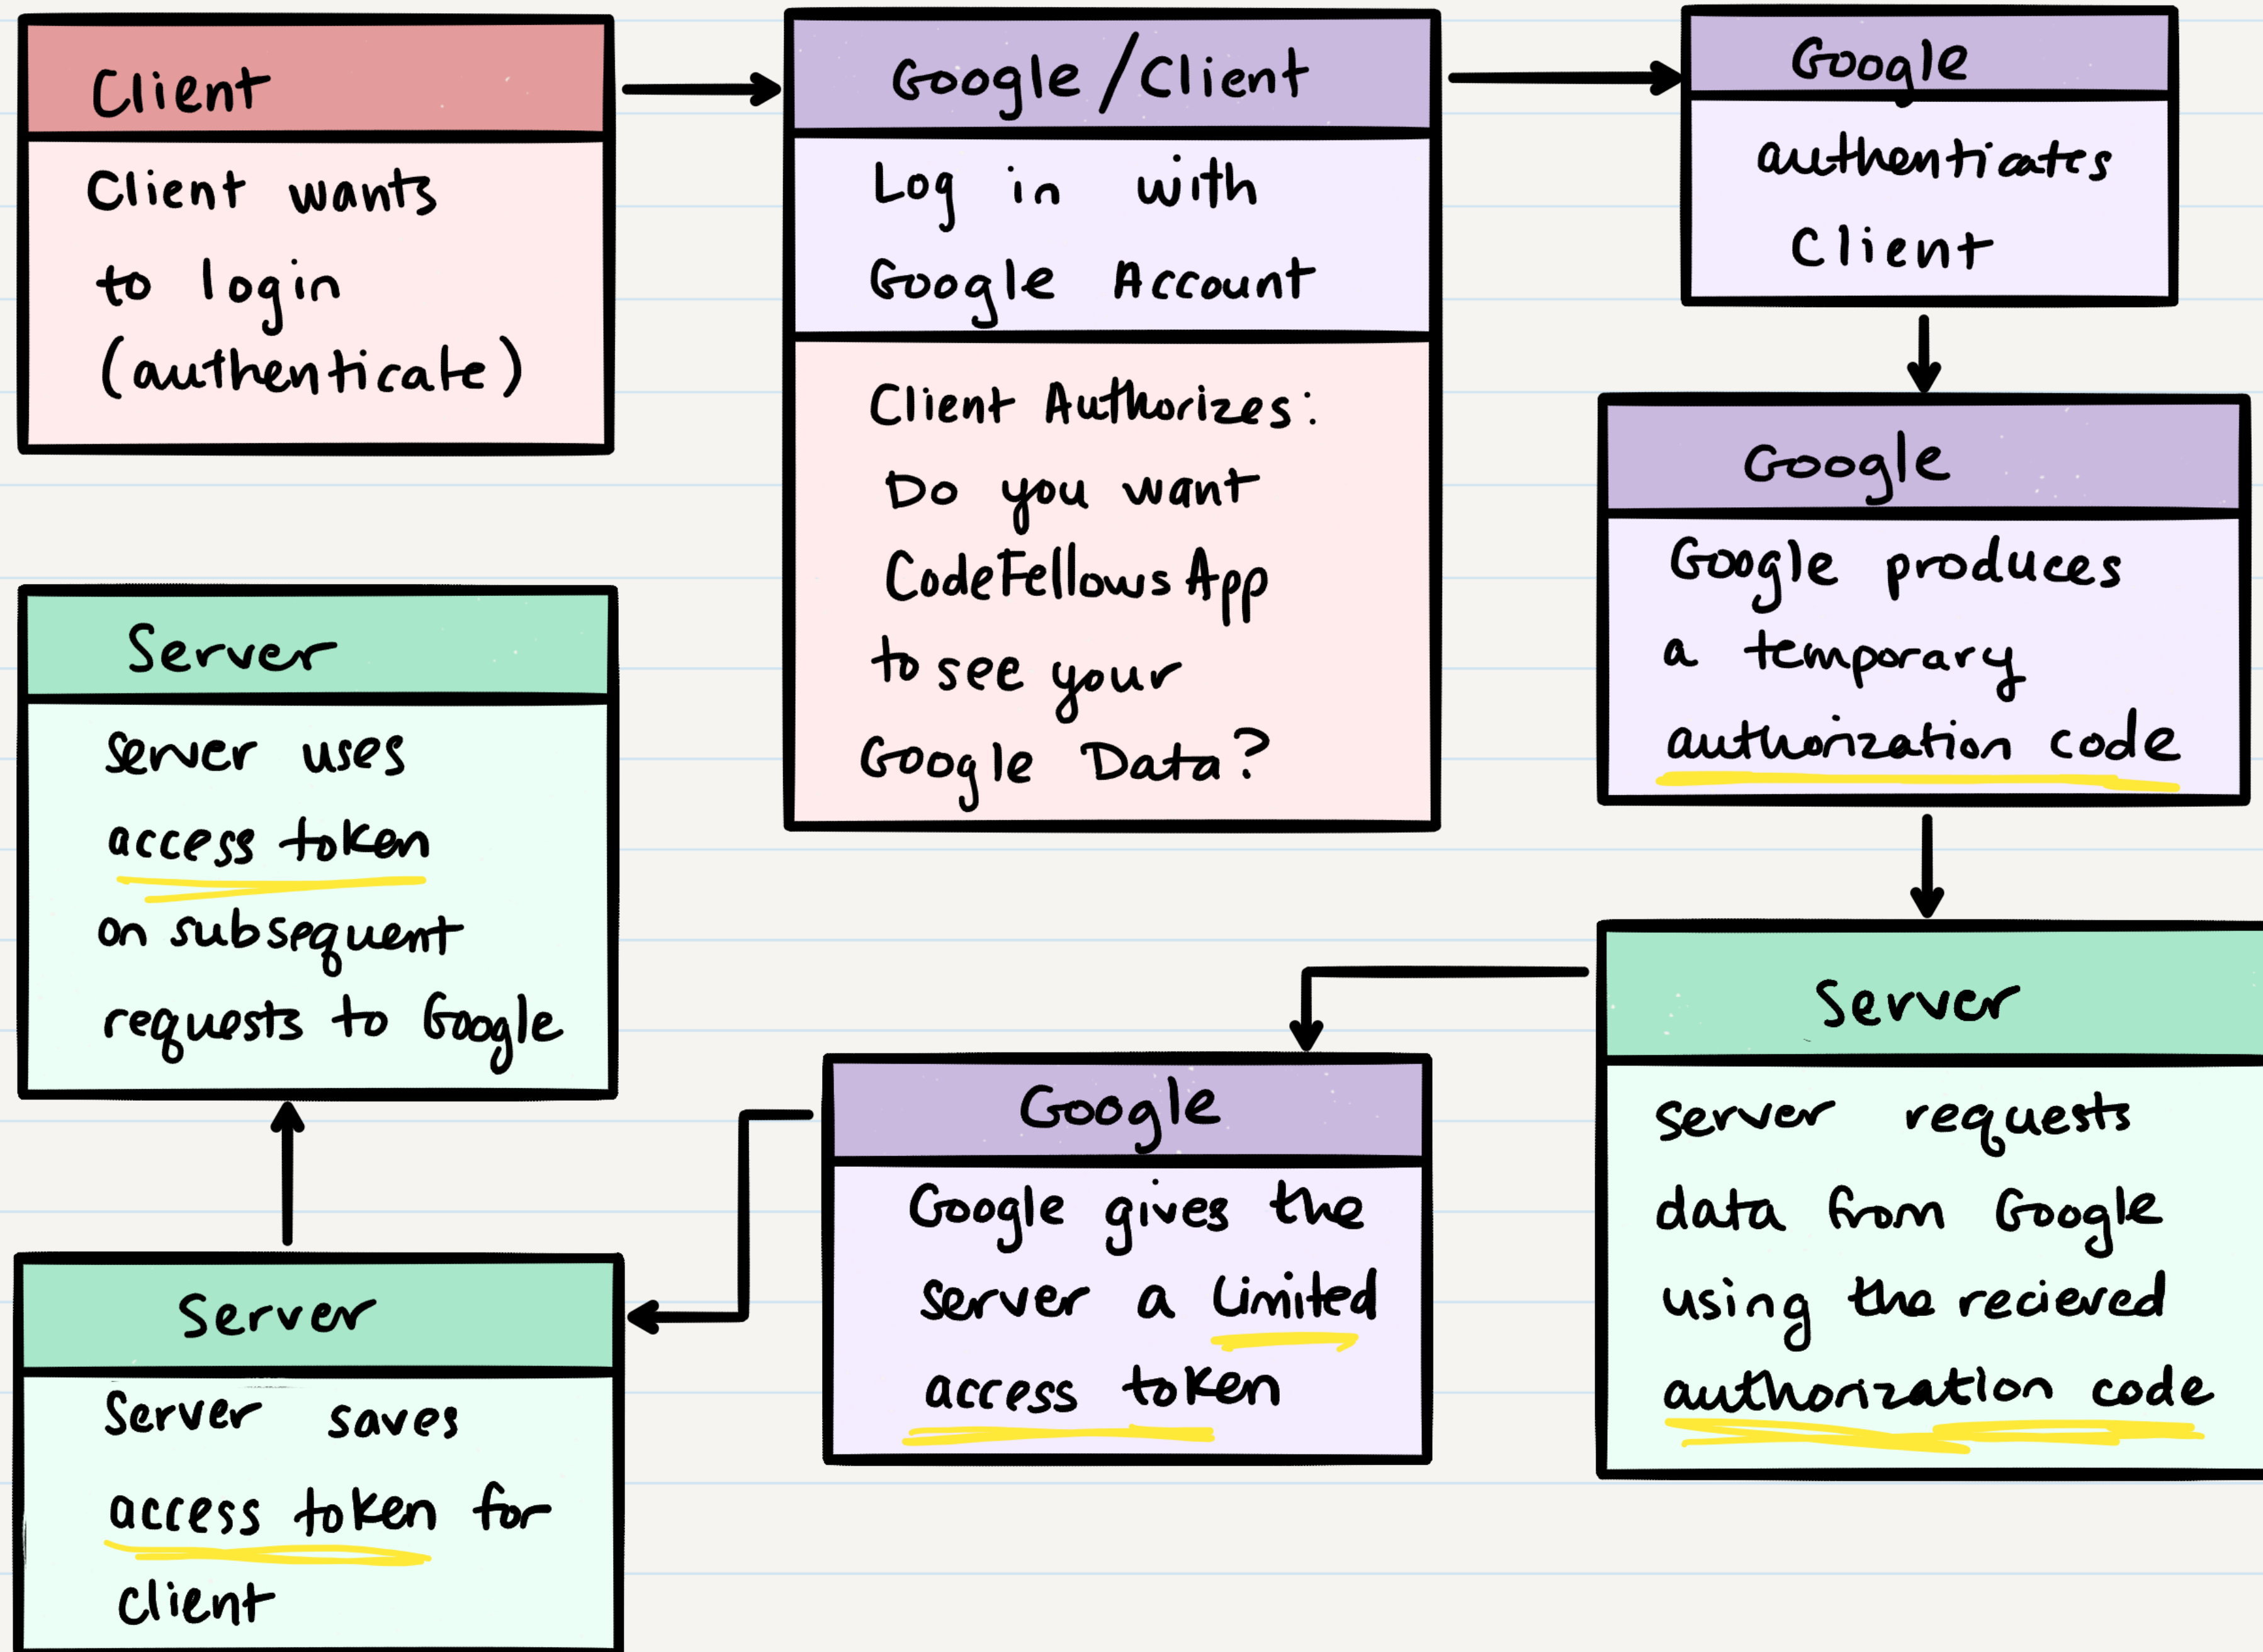 Client
Client wants
to login
(authenticate)
Google/Client
Log in with
Google Account
Client Authorizes:
Do you want
CodeFellows App
to see your
Google Data?
Google
authenticates
Client
Google
Google produces
a temporary
authorization code
Server
server requests
data from Google
using the recieved
authorization code
Google
Google gives the
server a limited
access token
Server
Server saves
access token for
client
Server
server uses
access token
on subsequent
requests to Google